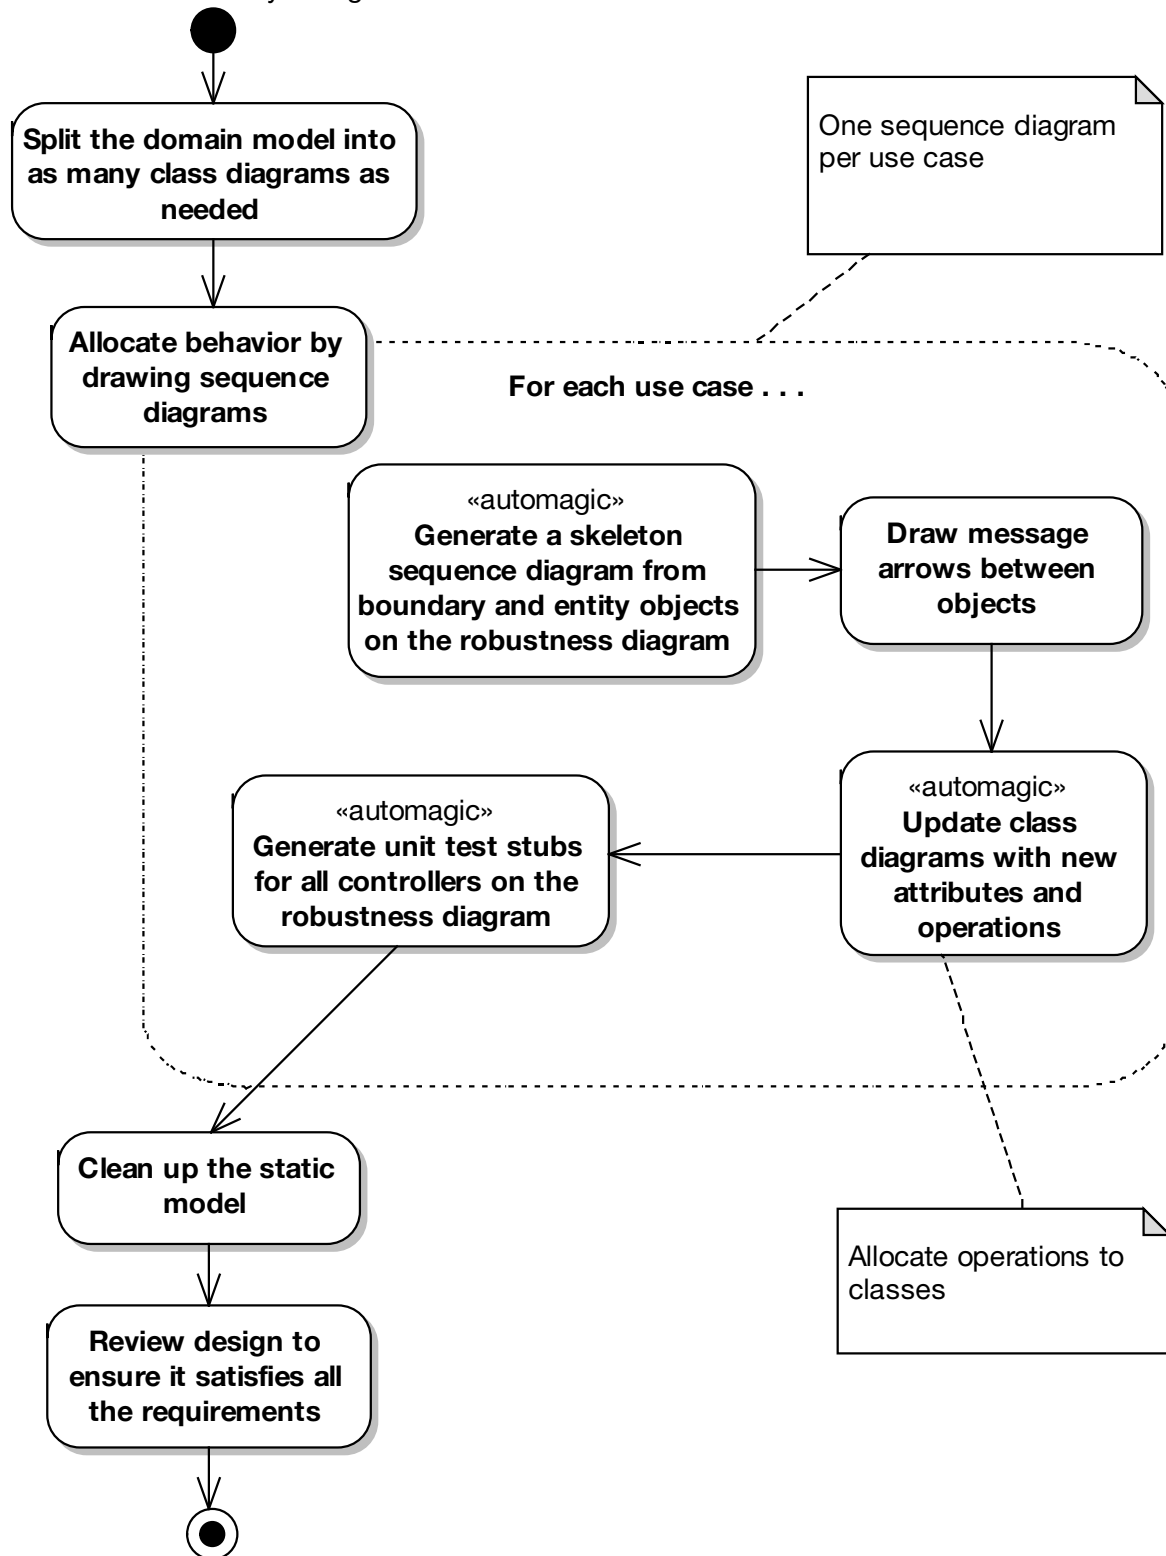 Split the domain model into
as many class diagrams as
needed
One sequence diagram
per use case
Allocate behavior by
drawing sequence
diagrams
For each use case . . .
«automagic»
Generate a skeleton
sequence diagram from
boundary and entity objects
on the robustness diagram
Draw message
arrows between
objects
«automagic»
Update class
diagrams with new
attributes and
operations
«automagic»
Generate unit test stubs
for all controllers on the
robustness diagram
Clean up the static
model
Allocate operations to
classes
Review design to
ensure it satisfies all
the requirements